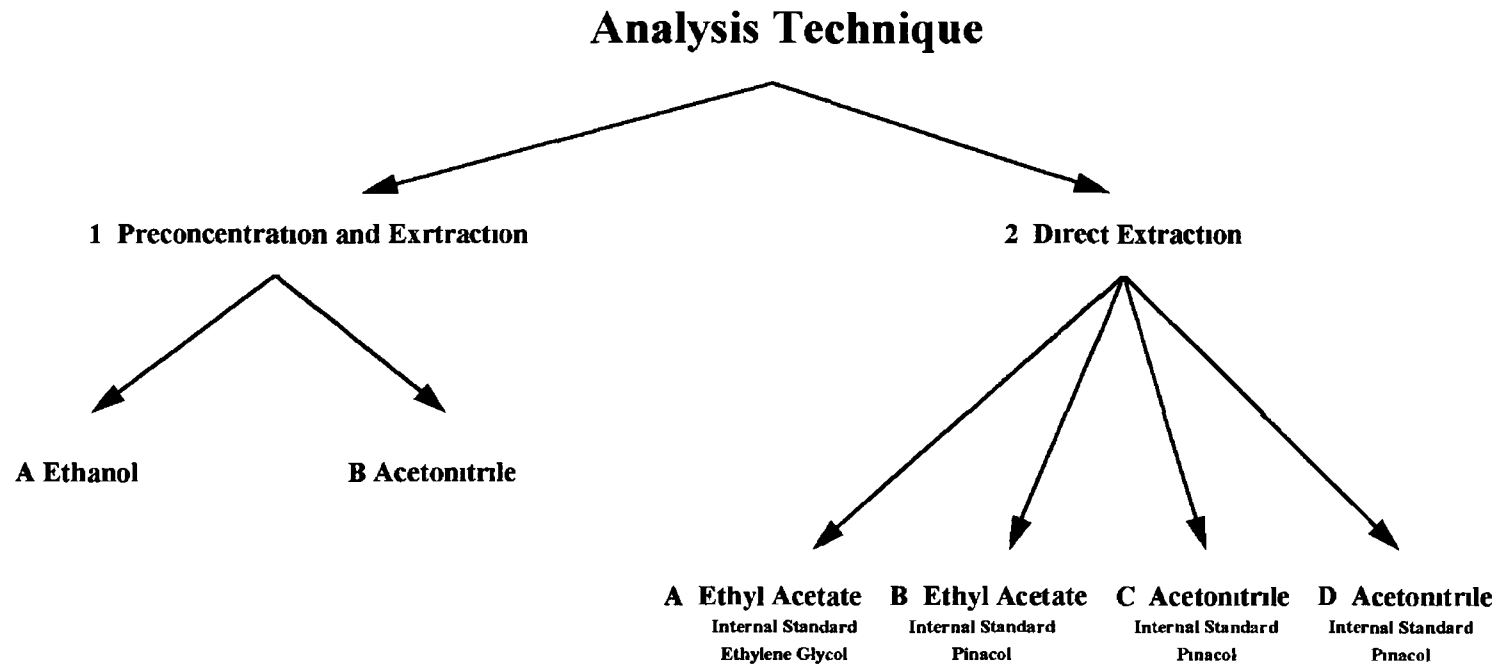 Analysis Technique
1 Preconcentration and Exrtraction
2 Direct Extraction
A Ethanol
B Acetonitrile
A Ethyl Acetate
Internal Standard
Ethylene Glycol
B Ethyl Acetate
Internal Standard
Pinacol
C Acetonitrile
Internal Standard
Pinacol
D Acetonitrile
Internal Standard
Pinacol